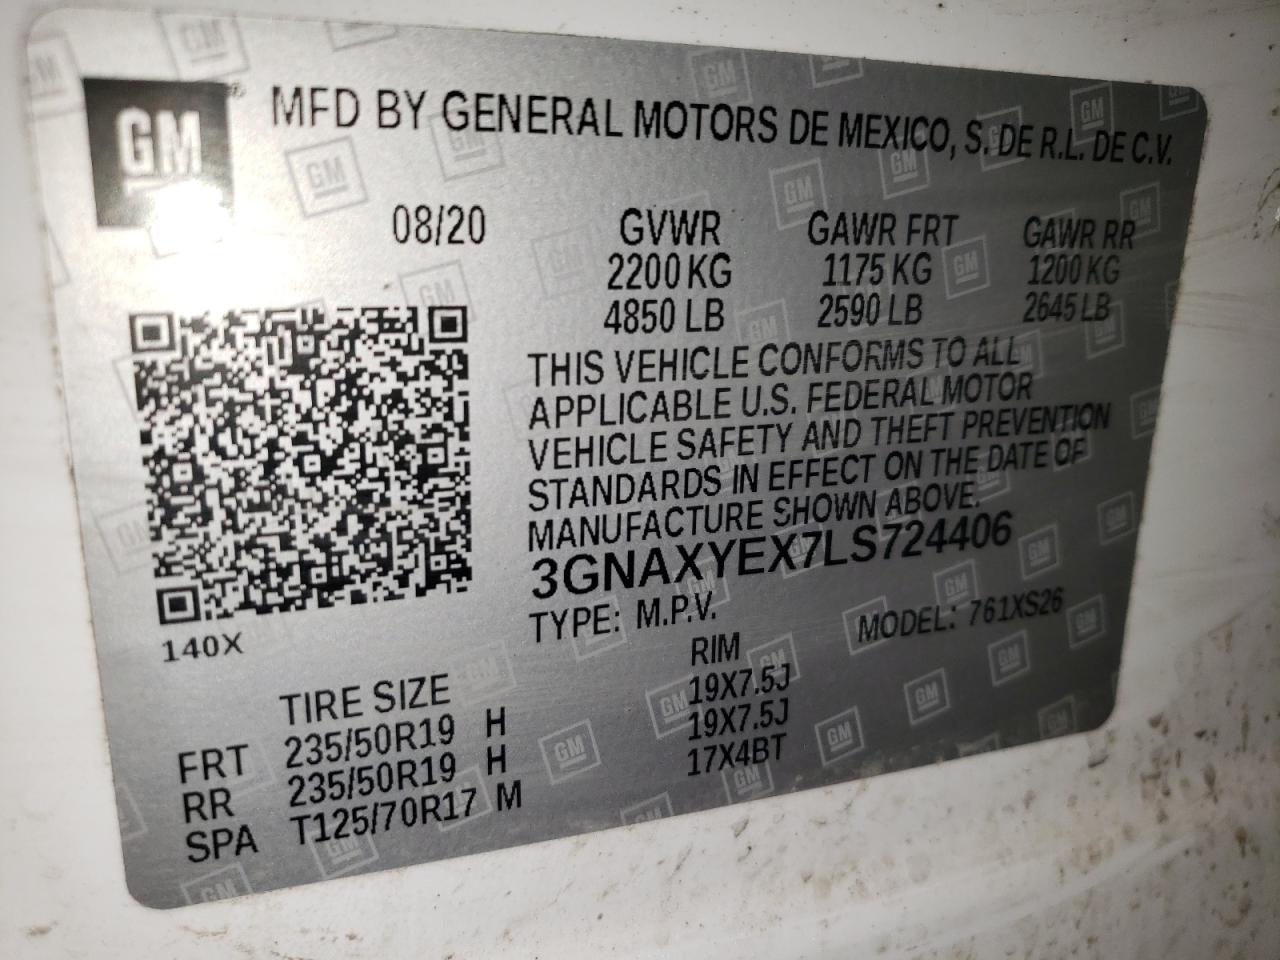 GM
MFD BY GENERAL MOTORS DE MEXICO, S. DE R.L. DE C.V.
08/20 GVWR GAWR FRT GAWR RR
2200 KG 1175 KG 1200 KG
4850 LB 2590 LB 2645 LB
THIS VEHICLE CONFORMS TO ALL
APPLICABLE U.S. FEDERAL MOTOR
VEHICLE SAFETY AND THEFT PREVENTION
STANDARDS IN EFFECT ON THE DATE OF
MANUFACTURE SHOWN ABOVE.
3GNAXYEX7LS724406
TYPE: M.P.V. MODEL: 761XS26
140X
TIRE SIZE RIM
FRT 235/50R19 H 19X7.5J
RR 235/50R19 H 19X7.5J
SPA T125/70R17 M 17X4BT